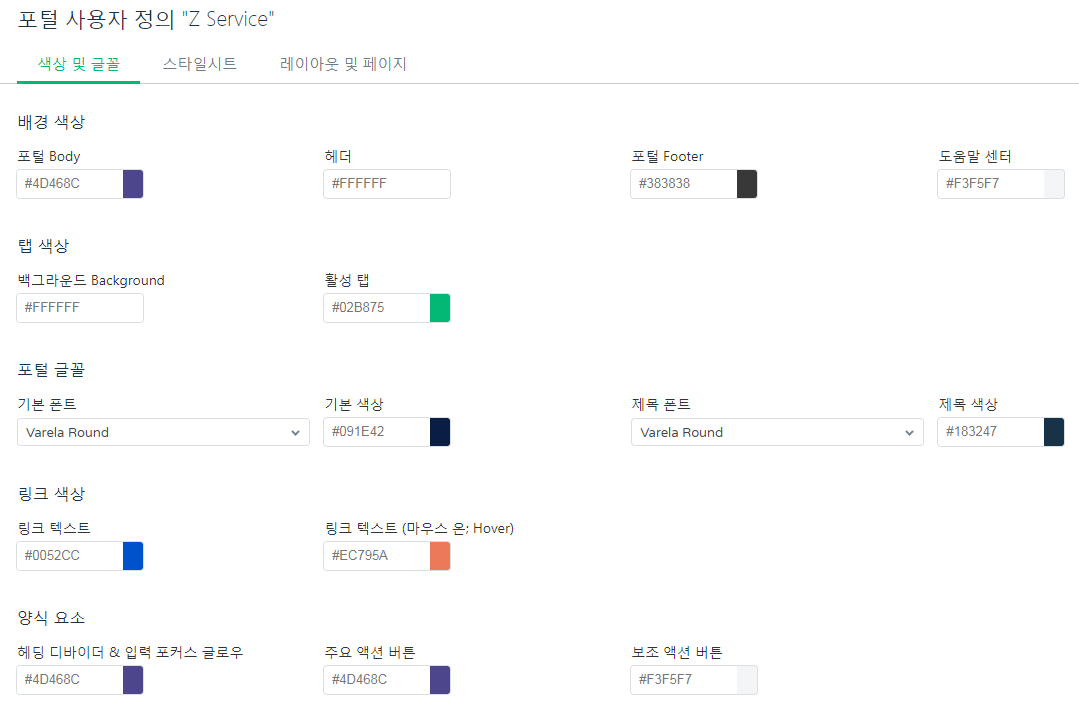 포털 사용자 정의 "Z Service"
색상 및 글꼴 스타일시트 레이아웃 및 페이지
배경 색상
포털 Body 헤더 포털 Footer 도움말 센터
#4D468C #FFFFFF #383838 #F3F5F7
탭 색상
백그라운드 Background 활성 탭
#FFFFFF #02B875
포털 글꼴
기본 폰트 기본 색상 제목 폰트 제목 색상
Varela Round #091E42 Varela Round #183247
링크 색상
링크 텍스트 링크 텍스트 (마우스 온; Hover)
#0052CC #EC795A
양식 요소
헤딩 디바이더 & 입력 포커스 글로우 주요 액션 버튼 보조 액션 버튼
#4D468C #4D468C #F3F5F7